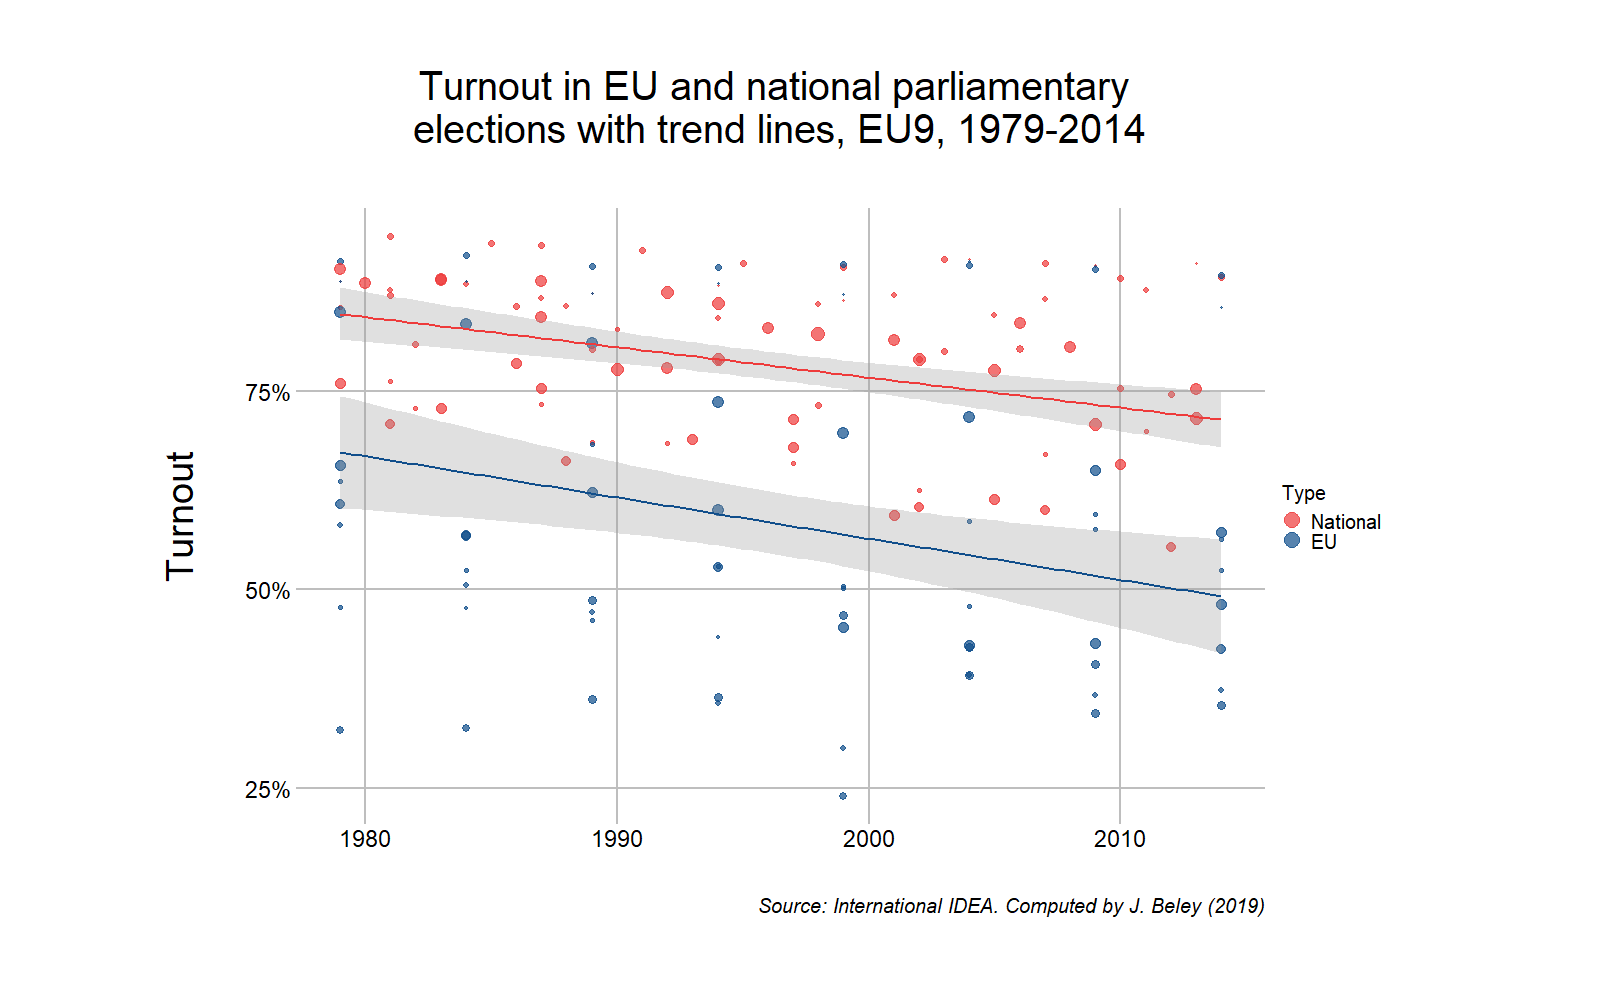 Turnout in EU and national parliamentary
elections with trend lines, EU9, 1979-2014
Turnout
75%
50%
25%
1980
1990
2000
2010
Type
National
EU
Source: International IDEA. Computed by J. Beley (2019)